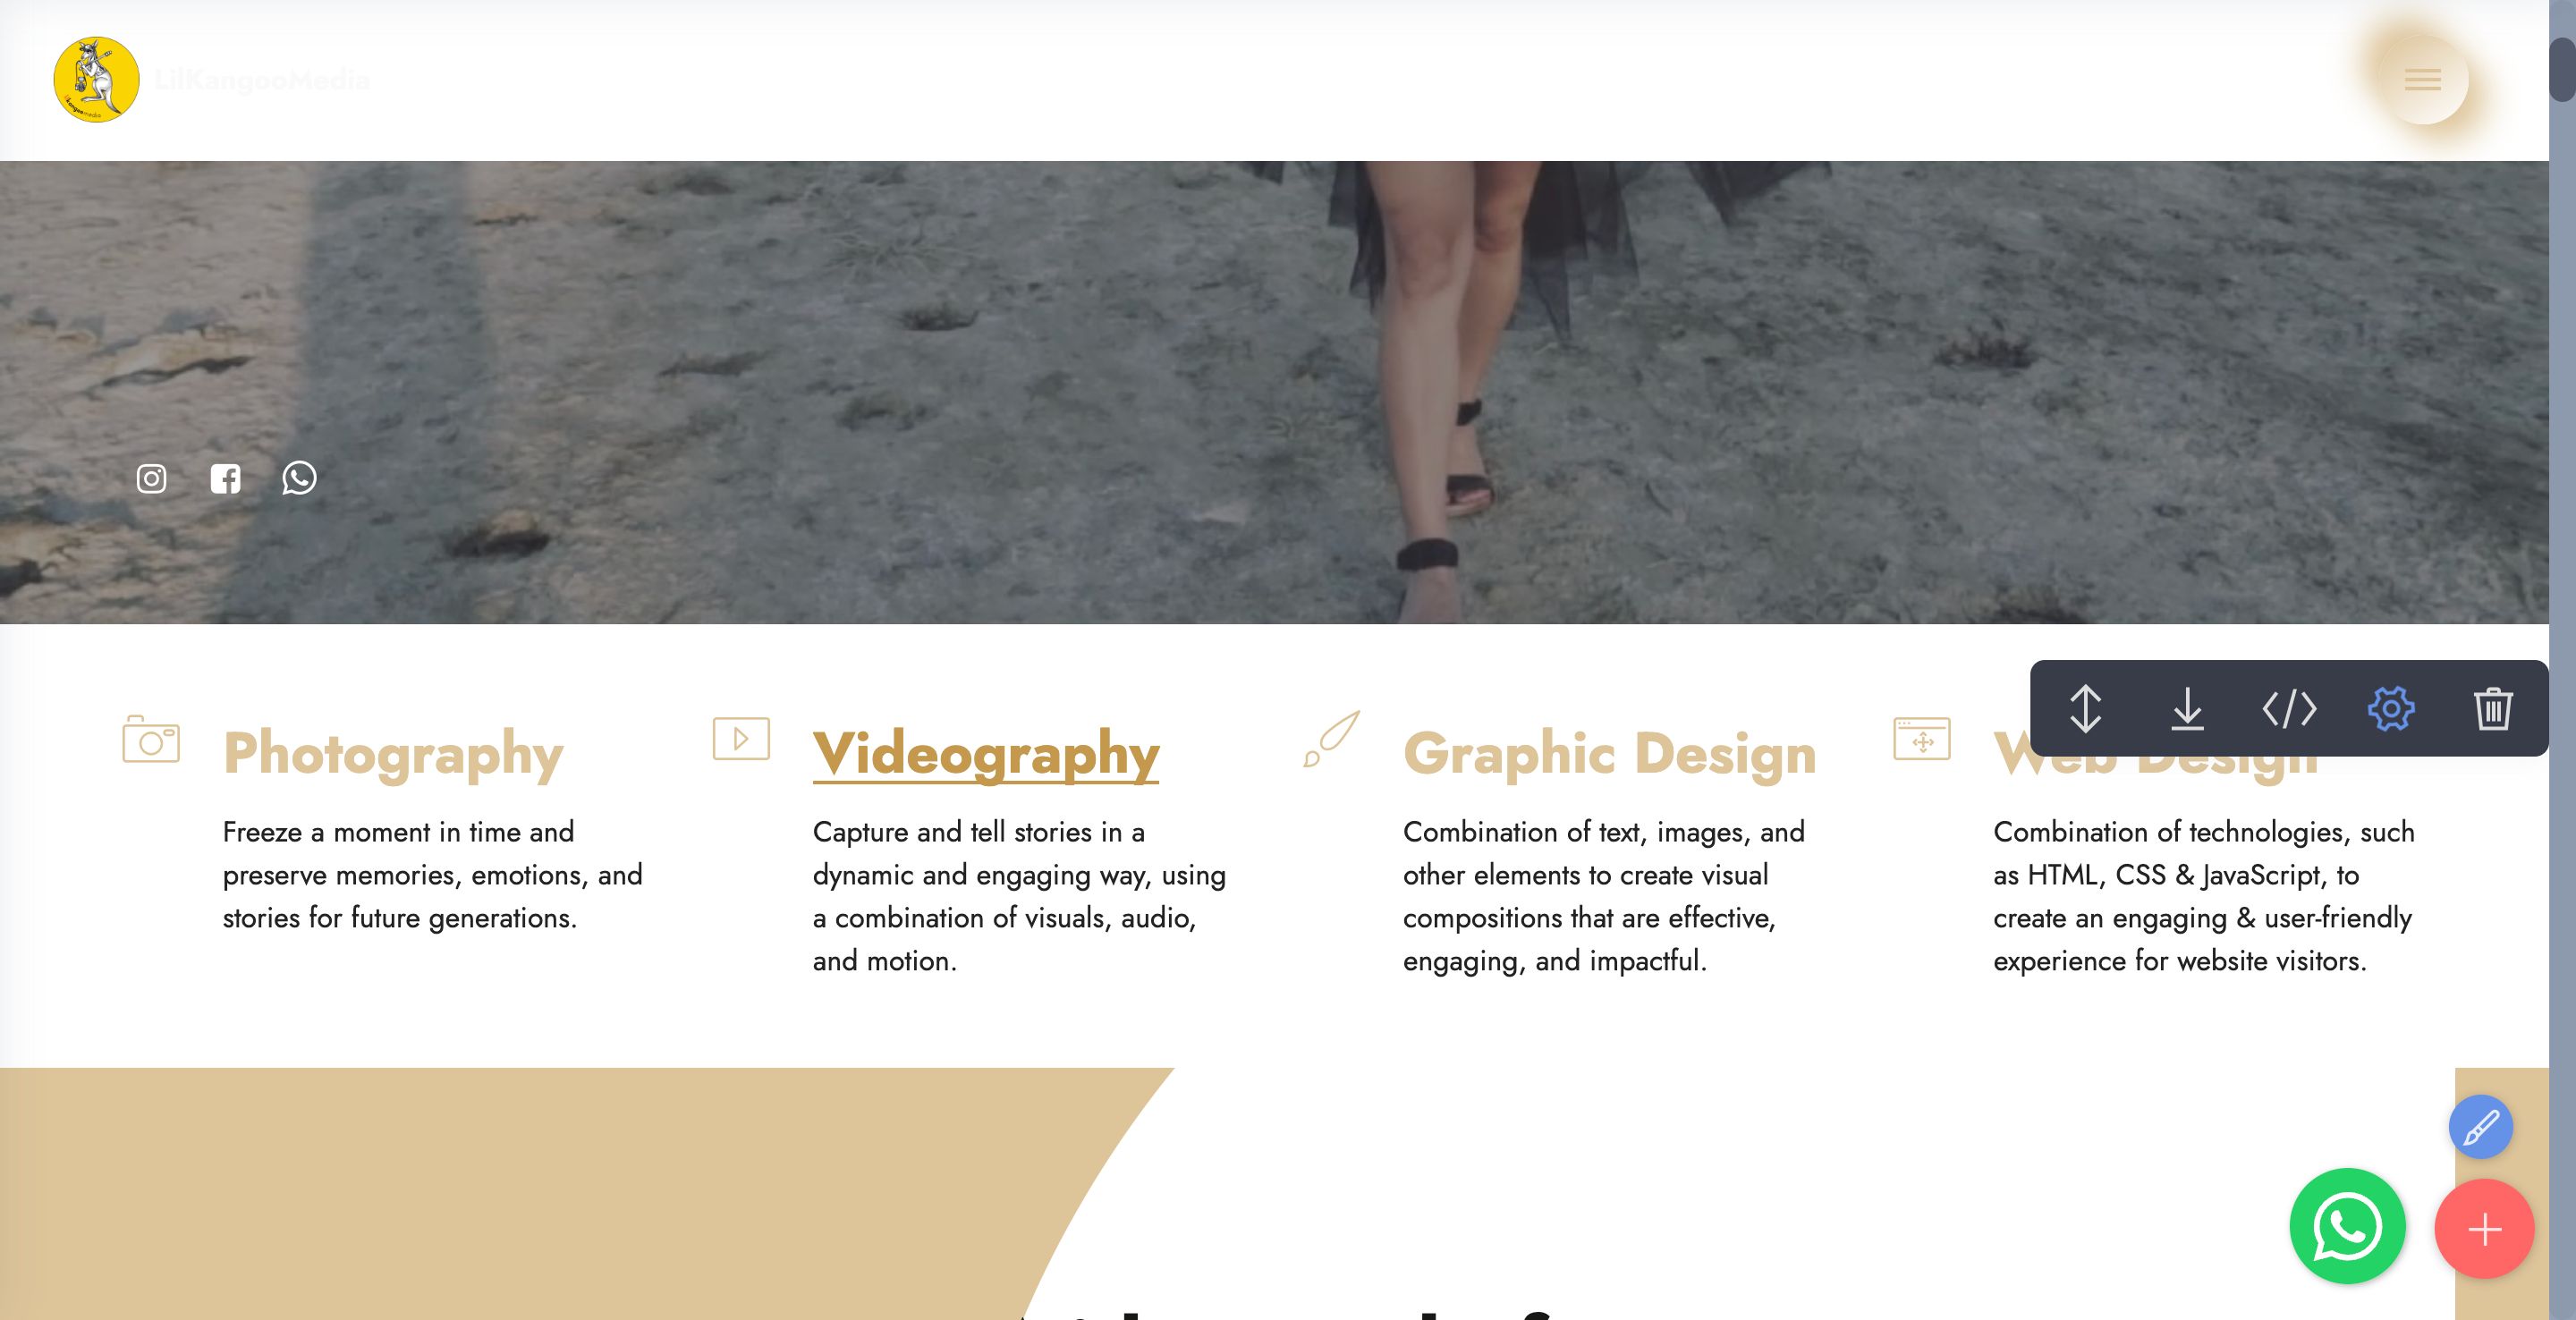 LilKangooMedia
Photography
Freeze a moment in time and
preserve memories, emotions, and
stories for future generations.
Videography
Capture and tell stories in a
dynamic and engaging way, using
a combination of visuals, audio,
and motion.
Graphic Design
Combination of text, images, and
other elements to create visual
compositions that are effective,
engaging, and impactful.
Web Design
Combination of technologies, such
as HTML, CSS & JavaScript, to
create an engaging & user-friendly
experience for website visitors.